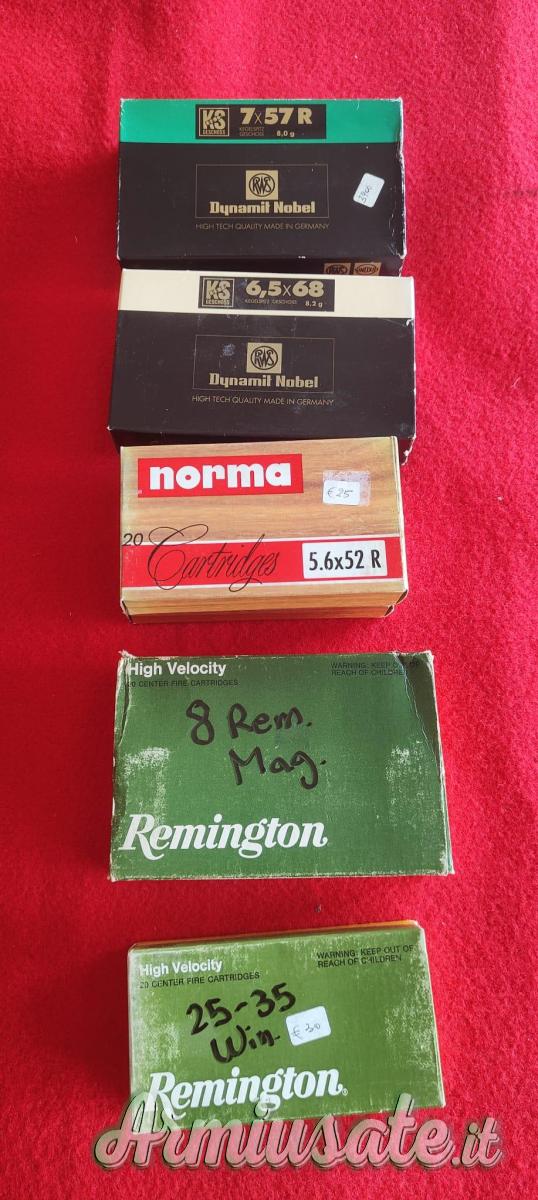 K&S
GESCHOSS
7x57 R
KEGELSPITZ
GESCHOSS 8,0 g
RWS
Dynamit Nobel
HIGH TECH QUALITY MADE IN GERMANY
RWS
K&S
GESCHOSS
6,5x68
KEGELSPITZ GESCHOSS 8,2 g
RWS
Dynamit Nobel
HIGH TECH QUALITY MADE IN GERMANY
norma
€25
20
Cartridges
5.6x52 R
High Velocity
20 CENTER FIRE CARTRIDGES
WARNING: KEEP OUT OF
REACH OF CHILDREN
8 Rem.
Mag.
Remington
High Velocity
20 CENTER FIRE CARTRIDGES
WARNING: KEEP OUT OF
REACH OF CHILDREN
25-35
Win.
€30
Remington®
Armiusate.it